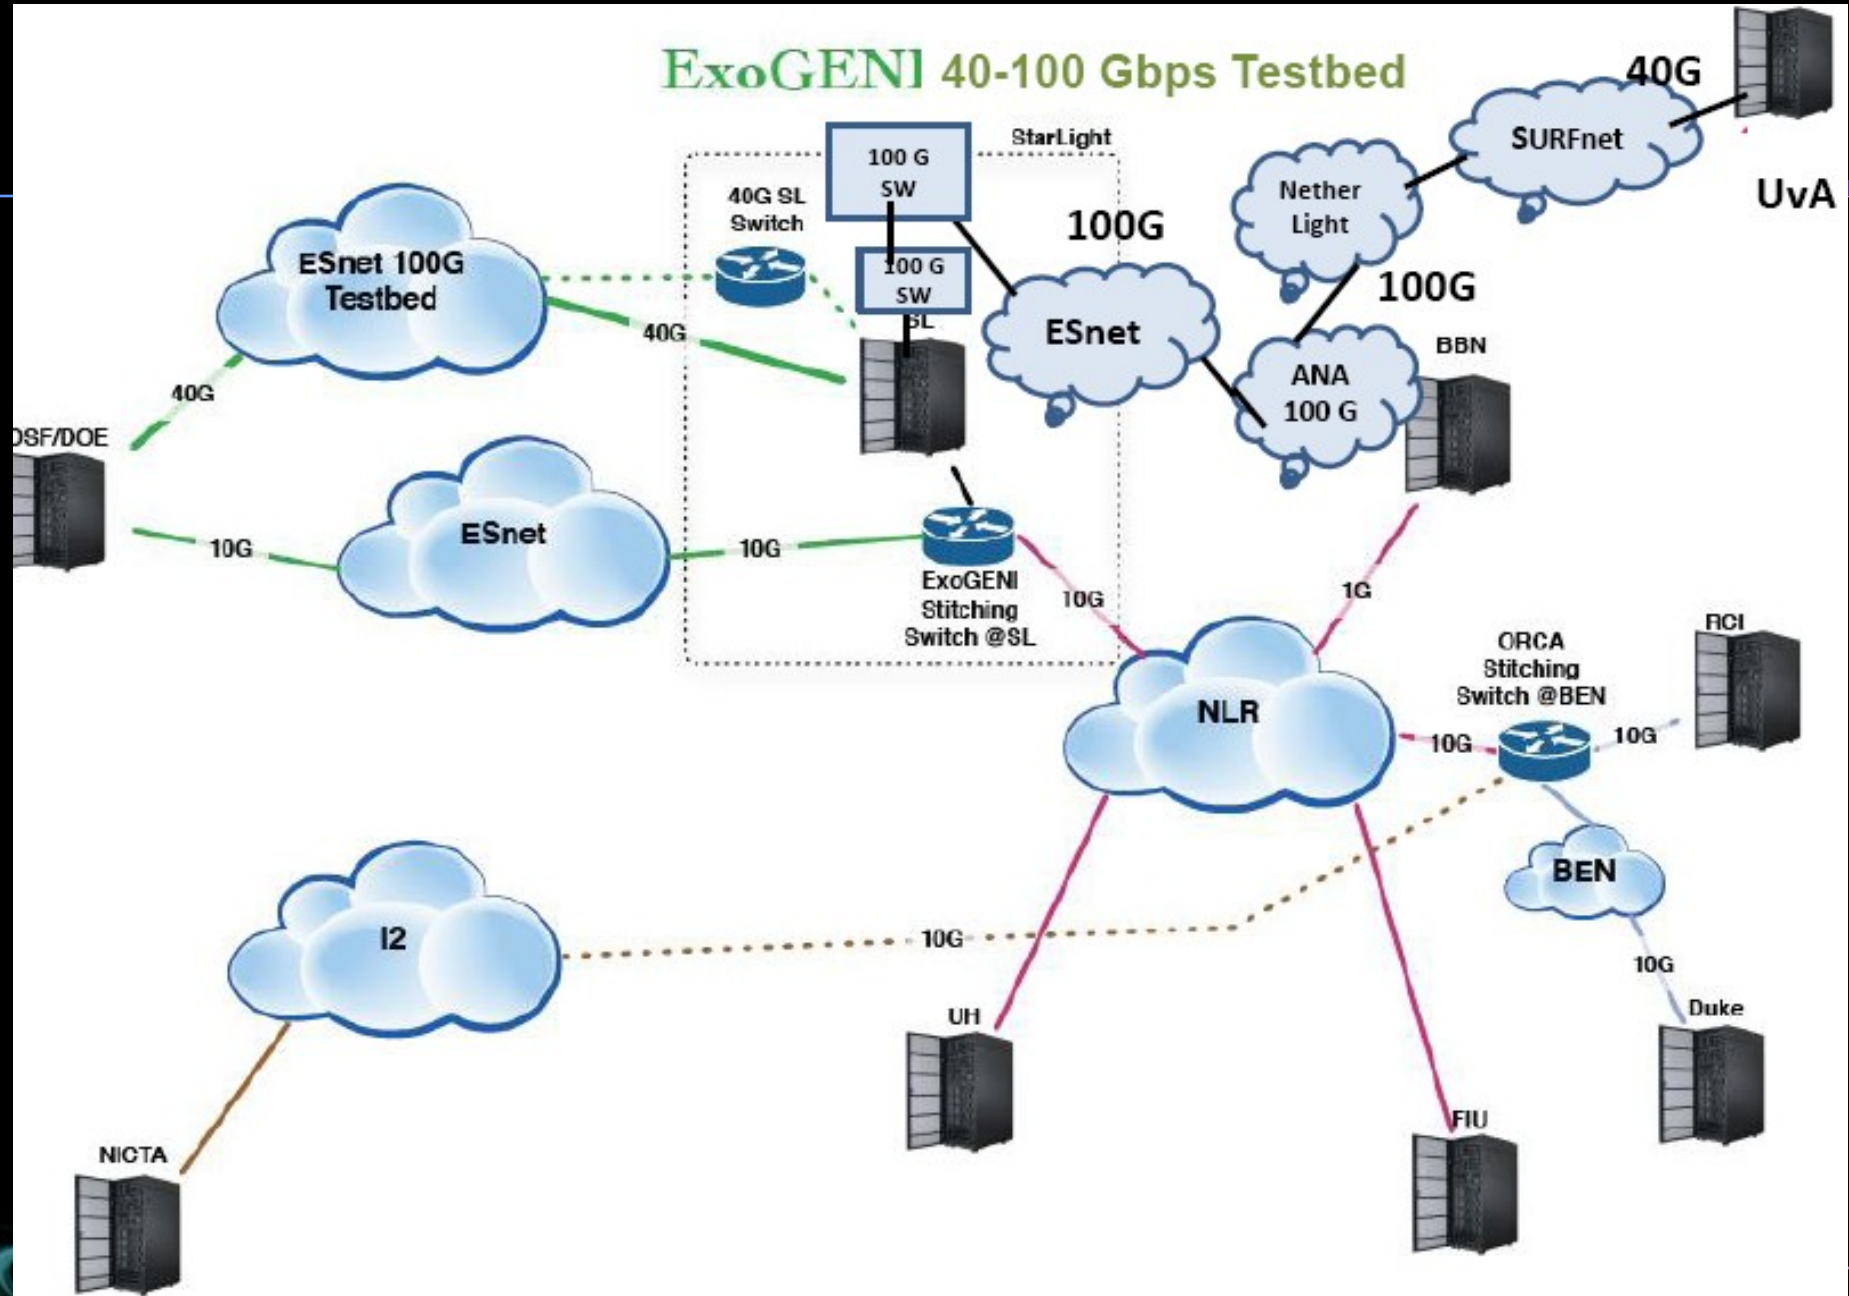 ExoGENI 40-100 Gbps Testbed
40G
SURFnet
UvA
StarLight
100 G
SW
40G SL
Switch
Nether
Light
100G
ESnet 100G
Testbed
100 G
SW
SL
100G
ESnet
40G
BBN
ANA
100 G
40G
DSF/DOE
ESnet
10G
10G
ExoGENI
Stitching
Switch @SL
10G
1G
RCI
ORCA
Stitching
Switch @BEN
NLR
10G
10G
BEN
I2
10G
10G
Duke
UH
FIU
NICTA